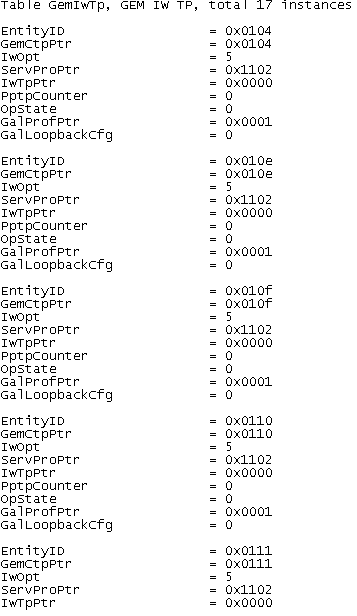 Table GemIwTp, GEM IW TP, total 17 instances
EntityID = 0x0104
GemCtpPtr = 0x0104
IwOpt = 5
ServProPtr = 0x1102
IwTpPtr = 0x0000
PptpCounter = 0
OpState = 0
GalProfPtr = 0x0001
GalLoopbackCfg = 0
EntityID = 0x010e
GemCtpPtr = 0x010e
IwOpt = 5
ServProPtr = 0x1102
IwTpPtr = 0x0000
PptpCounter = 0
OpState = 0
GalProfPtr = 0x0001
GalLoopbackCfg = 0
EntityID = 0x010f
GemCtpPtr = 0x010f
IwOpt = 5
ServProPtr = 0x1102
IwTpPtr = 0x0000
PptpCounter = 0
OpState = 0
GalProfPtr = 0x0001
GalLoopbackCfg = 0
EntityID = 0x0110
GemCtpPtr = 0x0110
IwOpt = 5
ServProPtr = 0x1102
IwTpPtr = 0x0000
PptpCounter = 0
OpState = 0
GalProfPtr = 0x0001
GalLoopbackCfg = 0
EntityID = 0x0111
GemCtpPtr = 0x0111
IwOpt = 5
ServProPtr = 0x1102
IwTpPtr = 0x0000